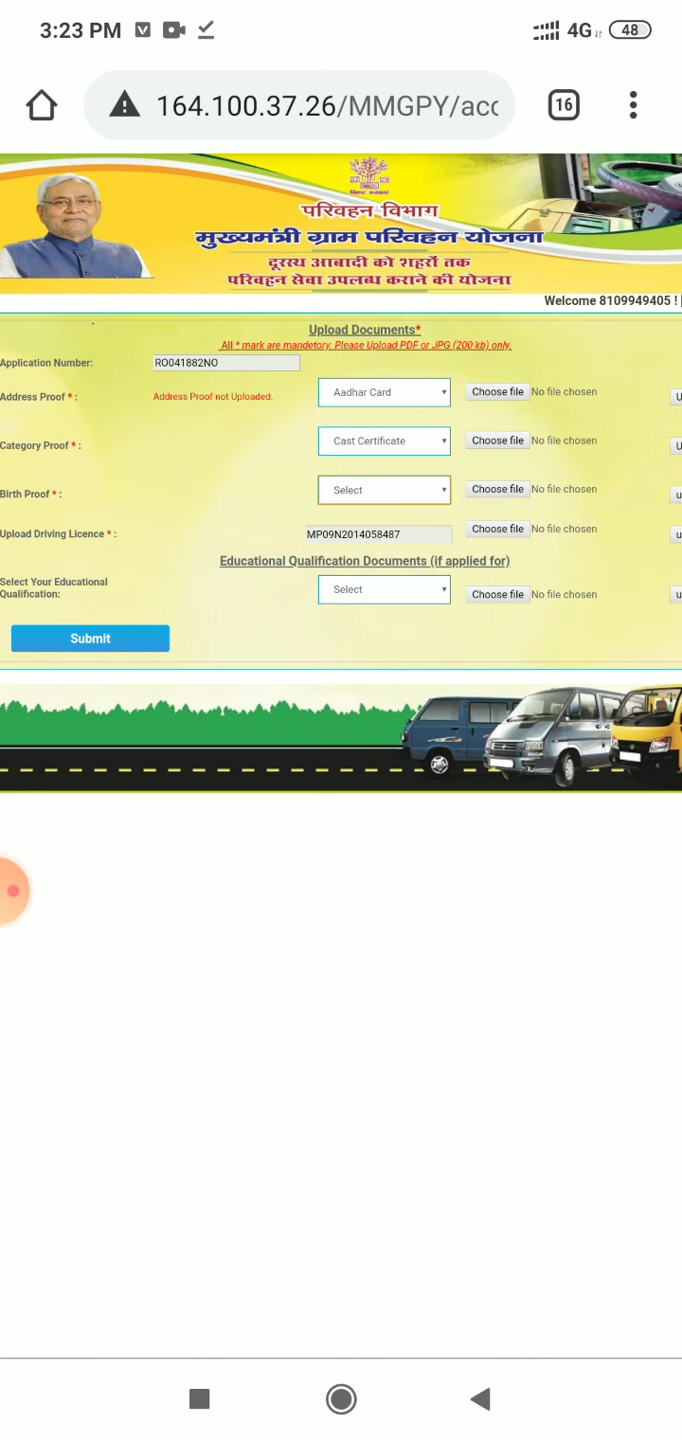 3:23 PM 4G 48
164.100.37.26/MMGPY/acc 16
बिहार सरकार
परिवहन विभाग
मुख्यमंत्री ग्राम परिवहन योजना
दूरस्थ आबादी को शहरों तक
परिवहन सेवा उपलब्ध कराने की योजना
Welcome 8109949405 !
Upload Documents*
All * mark are mandetory. Please Upload PDF or JPG (200 kb) only.
Application Number: RO041882NO
Address Proof * : Address Proof not Uploaded. Aadhar Card Choose file No file chosen U
Category Proof * : Cast Certificate Choose file No file chosen U
Birth Proof * : Select Choose file No file chosen u
Upload Driving Licence * : MP09N2014058487 Choose file No file chosen u
Educational Qualification Documents (if applied for)
Select Your Educational
Qualification: Select Choose file No file chosen u
Submit